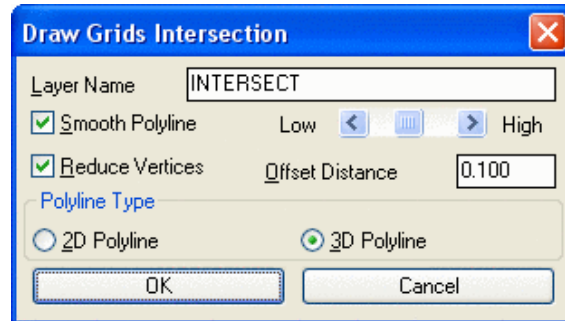 Draw Grids Intersection
Layer Name INTERSECT
Smooth Polyline Low High
Reduce Vertices Offset Distance 0.100
Polyline Type
2D Polyline 3D Polyline
OK Cancel